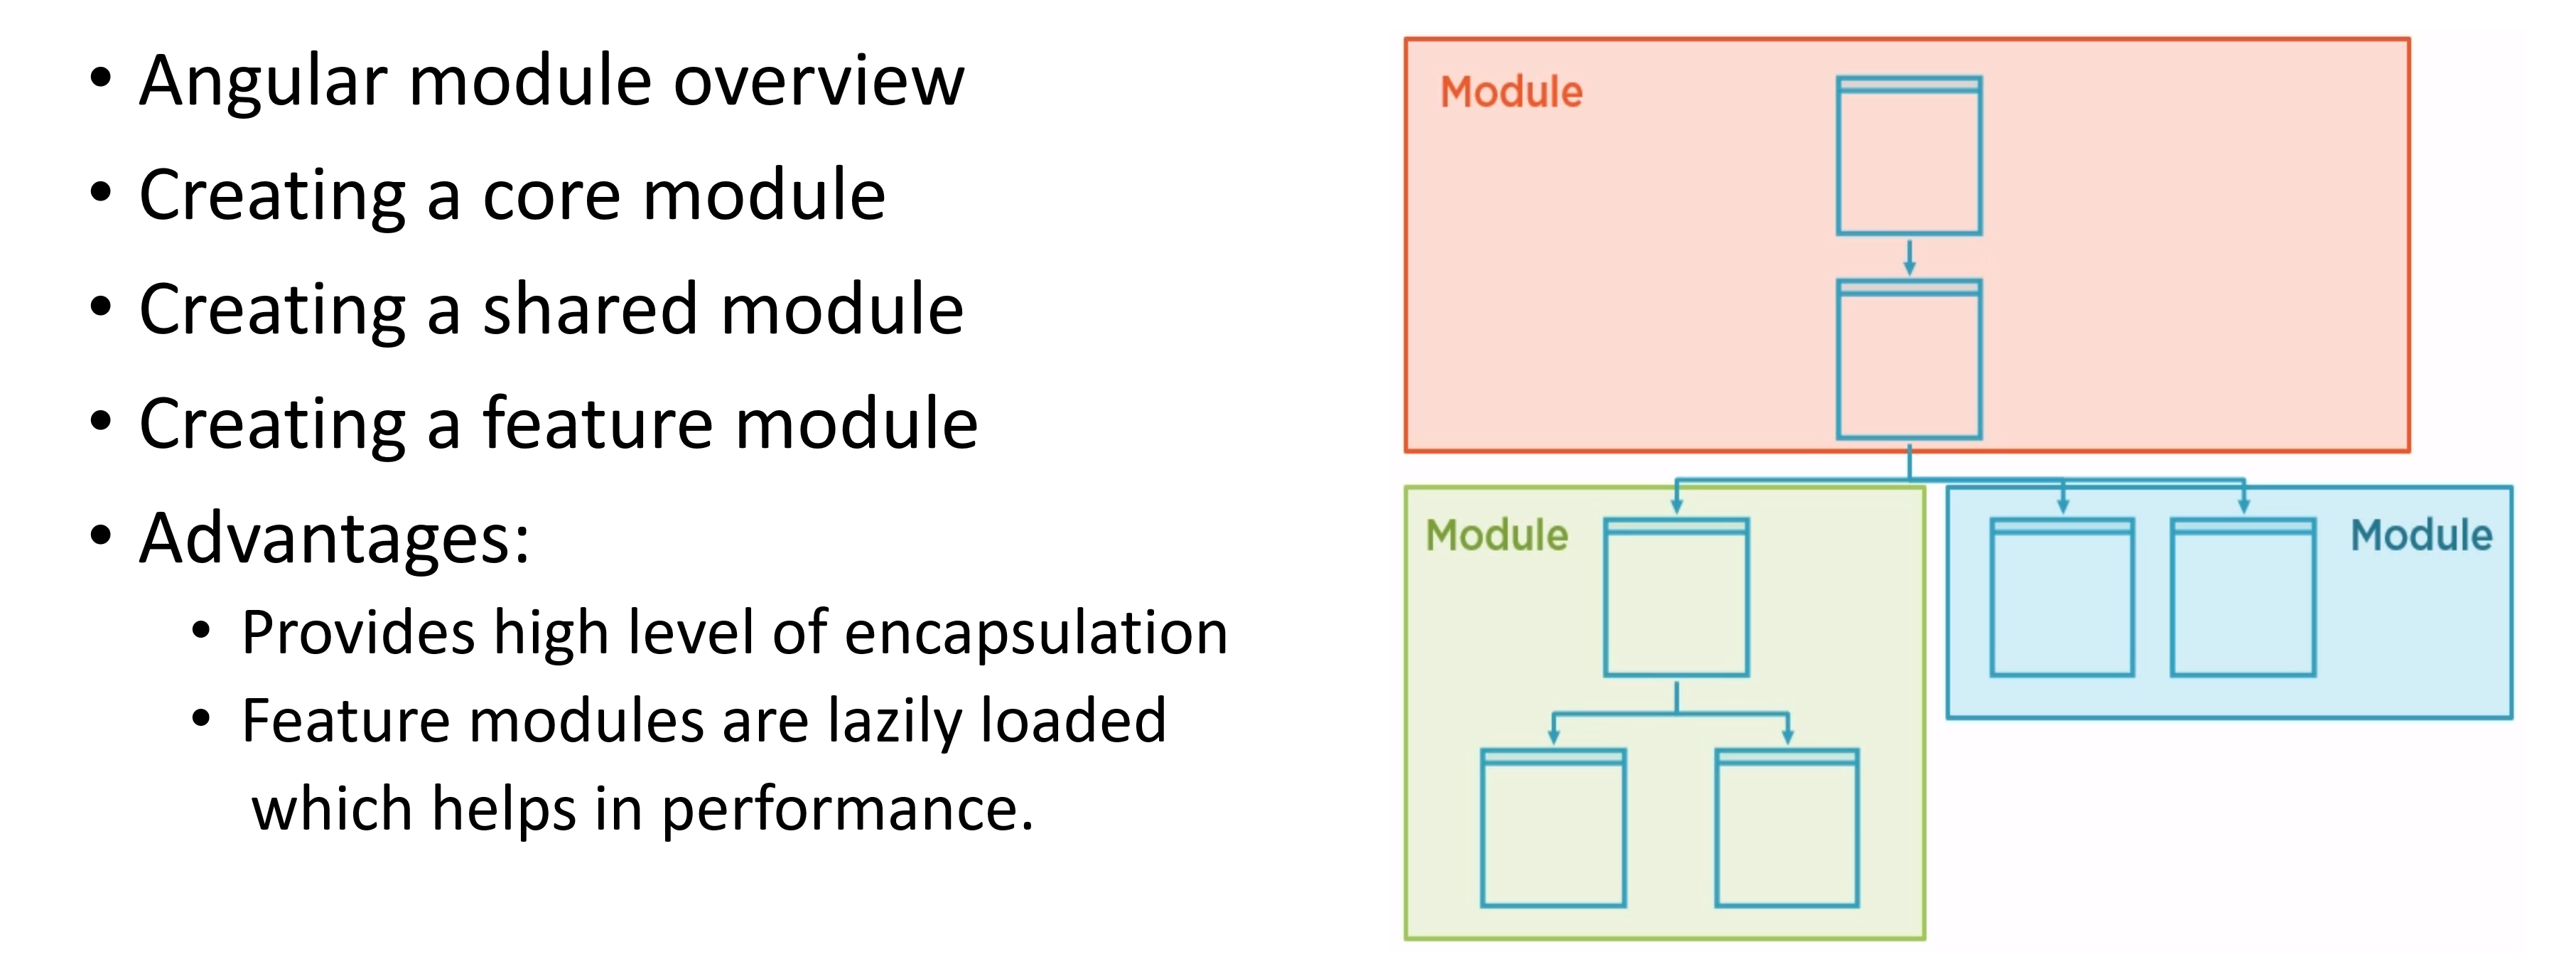 • Angular module overview
• Creating a core module
• Creating a shared module
• Creating a feature module
• Advantages:
• Provides high level of encapsulation
• Feature modules are lazily loaded
which helps in performance.
Module
Module
Module